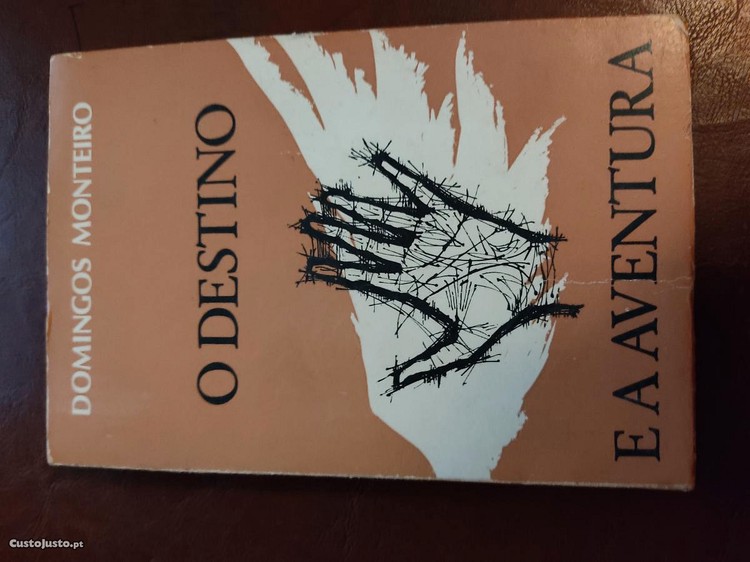 DOMINGOS MONTEIRO
O DESTINO
E A AVENTURA
CustoJusto.pt